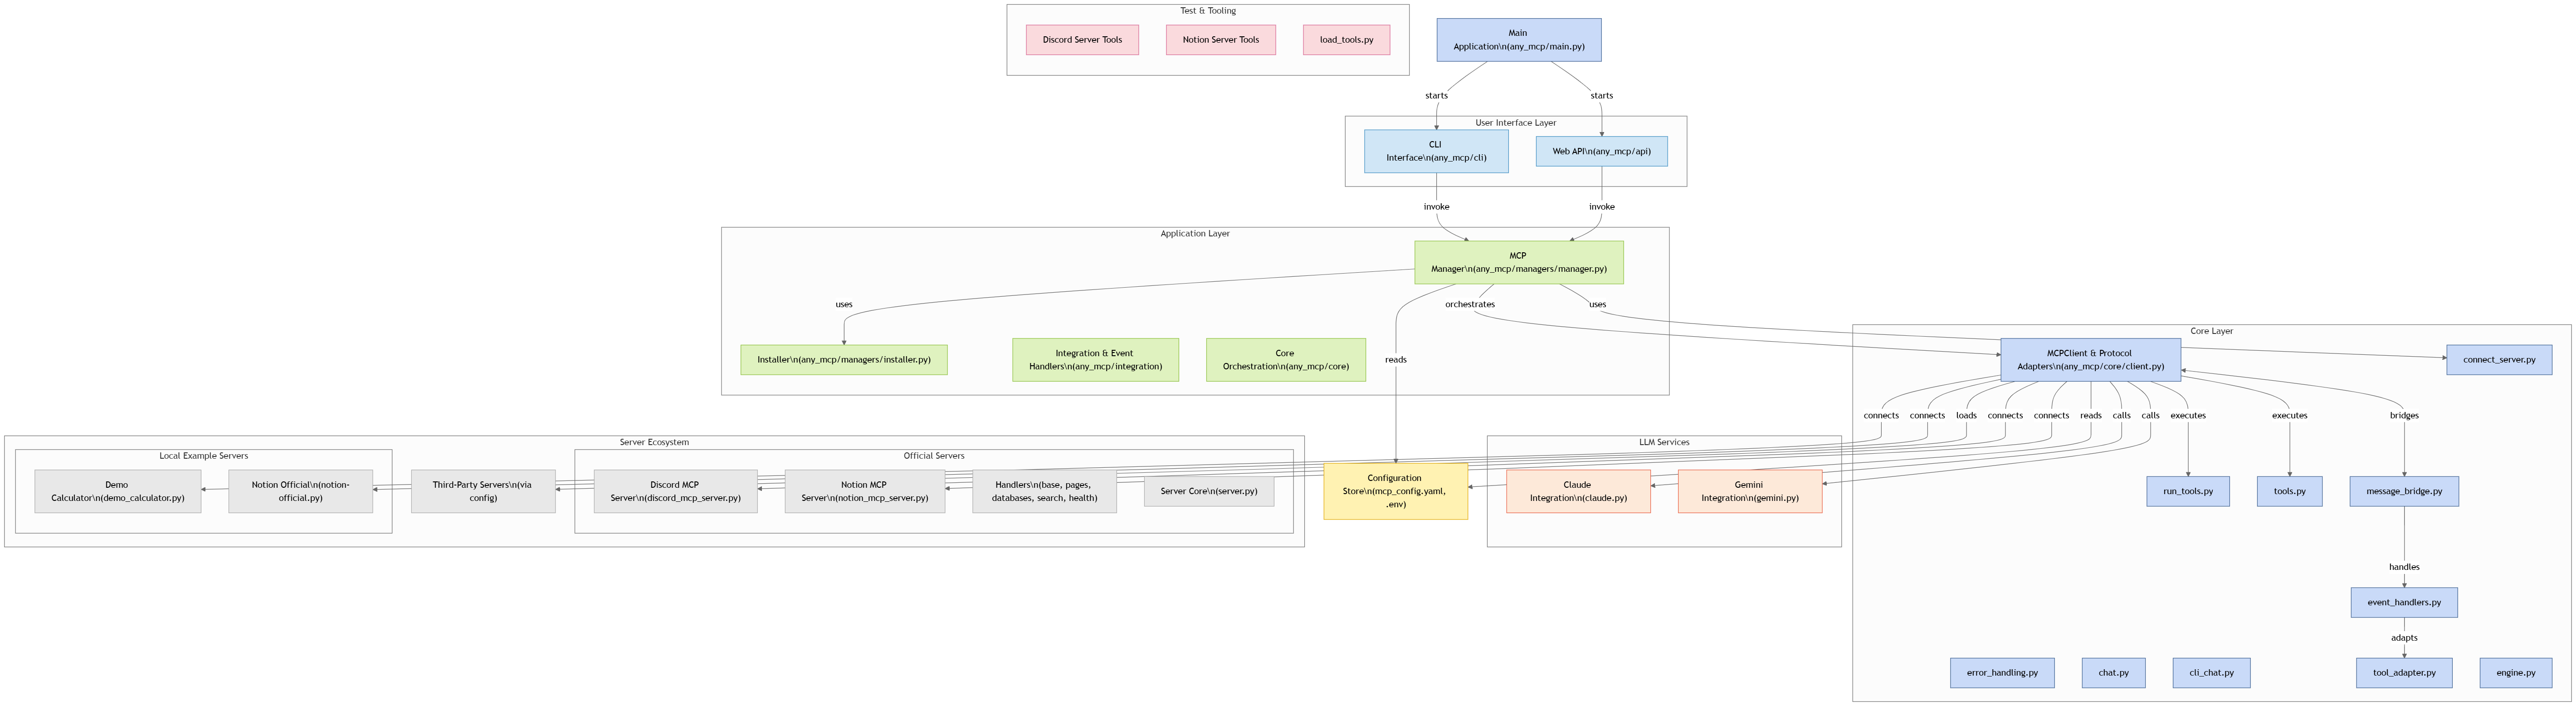 Test & Tooling
Discord Server Tools
Notion Server Tools
load_tools.py
Main
Application\n(any_mcp/main.py)
starts
starts
User Interface Layer
CLI
Interface\n(any_mcp/cli)
Web API\n(any_mcp/api)
invoke
invoke
Application Layer
MCP
Manager\n(any_mcp/managers/manager.py)
uses
orchestrates
uses
Installer\n(any_mcp/managers/installer.py)
Integration & Event
Handlers\n(any_mcp/integration)
Core
Orchestration\n(any_mcp/core)
reads
Core Layer
MCPClient & Protocol
Adapters\n(any_mcp/core/client.py)
connect_server.py
connects
connects
loads
connects
connects
reads
calls
calls
executes
executes
bridges
Server Ecosystem
Local Example Servers
Demo
Calculator\n(demo_calculator.py)
Notion Official\n(notion-
official.py)
Third-Party Servers\n(via
config)
Official Servers
Discord MCP
Server\n(discord_mcp_server.py)
Notion MCP
Server\n(notion_mcp_server.py)
Handlers\n(base, pages,
databases, search, health)
Server Core\n(server.py)
Configuration
Store\n(mcp_config.yaml,
.env)
LLM Services
Claude
Integration\n(claude.py)
Gemini
Integration\n(gemini.py)
run_tools.py
tools.py
message_bridge.py
handles
event_handlers.py
adapts
error_handling.py
chat.py
cli_chat.py
tool_adapter.py
engine.py